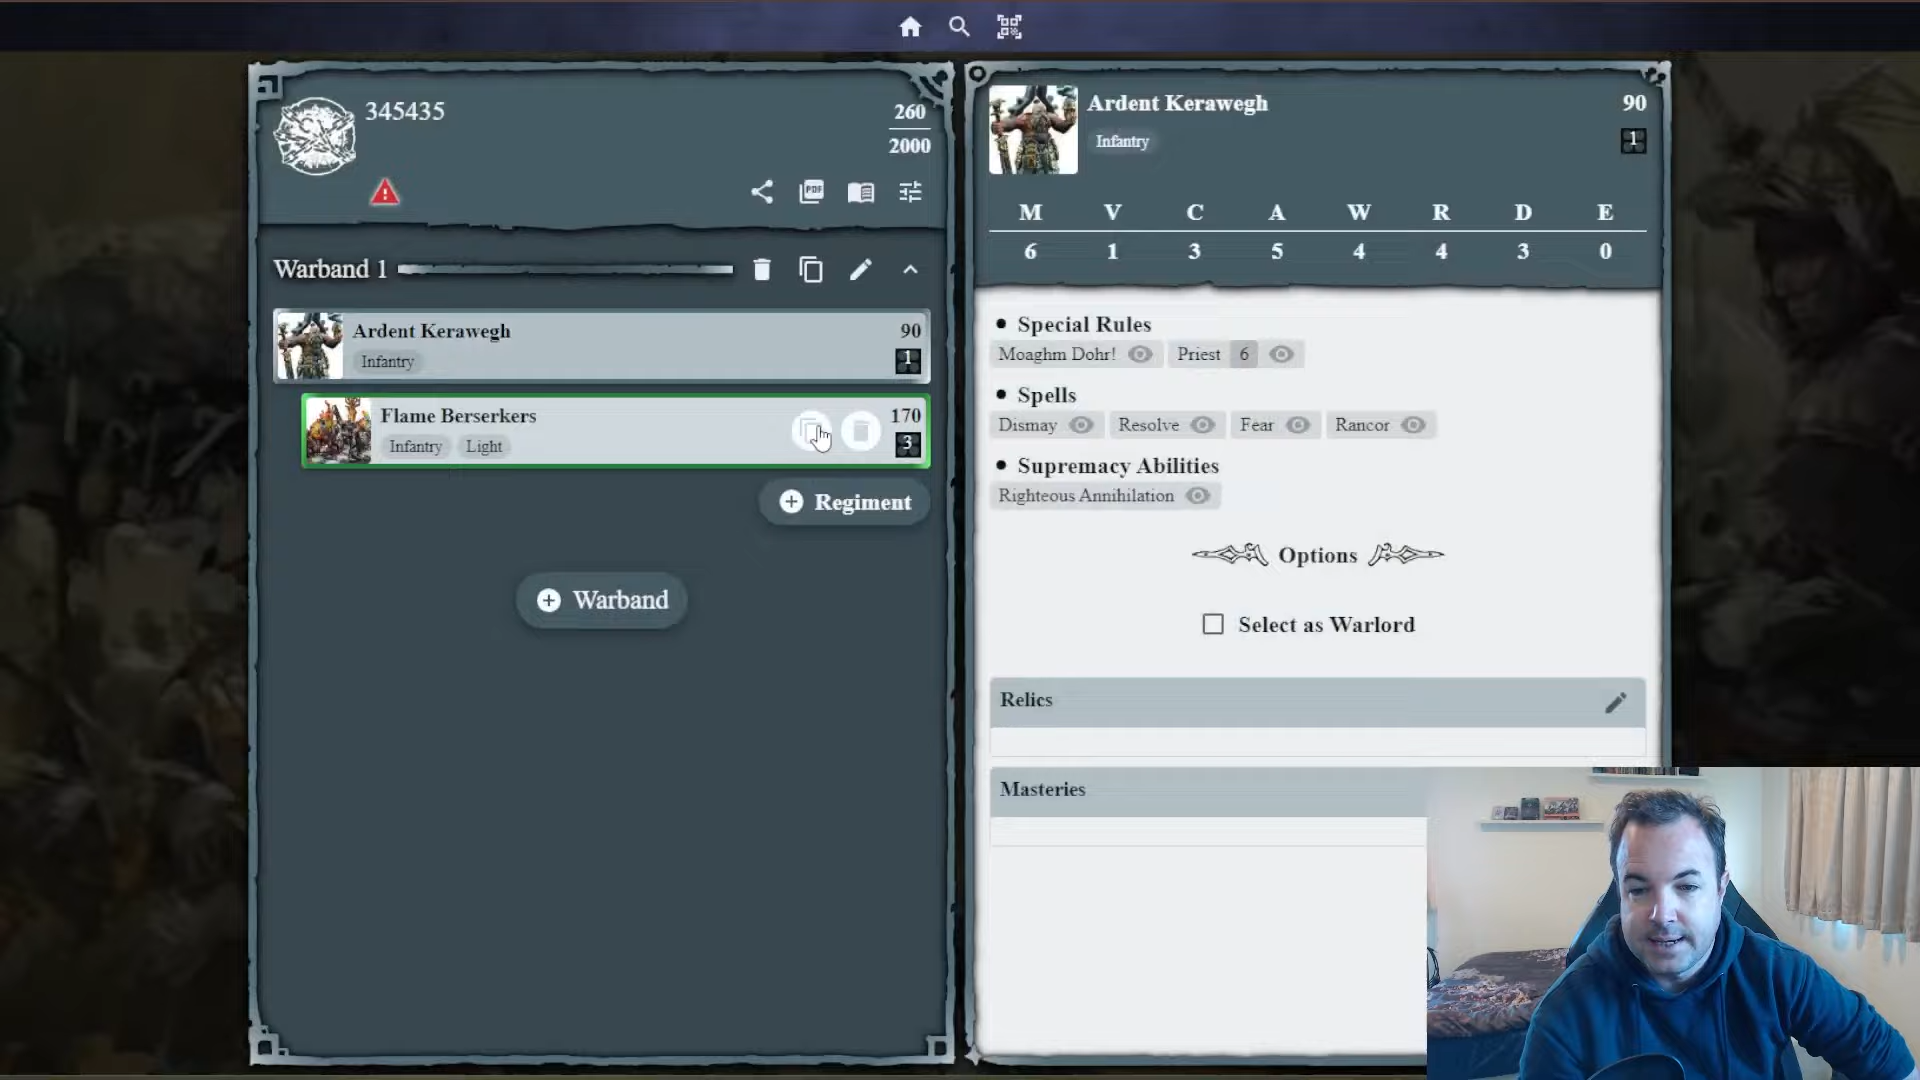 345435
260
2000
PDF
Warband 1
Ardent Kerawegh
90
Infantry
1
Flame Berserkers
170
Infantry Light
3
Regiment
Warband
Ardent Kerawegh
90
Infantry
1
M V C A W R D E
6 1 3 5 4 4 3 0
Special Rules
Moaghm Dohr! Priest 6
Spells
Dismay Resolve Fear Rancor
Supremacy Abilities
Righteous Annihilation
Options
Select as Warlord
Relics
Masteries